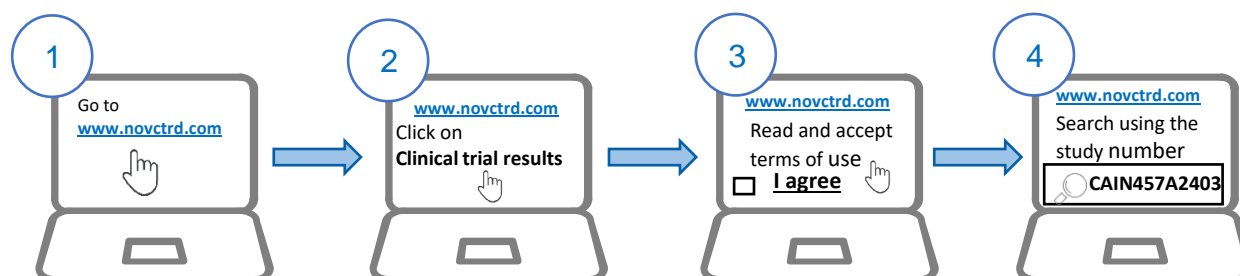 1
Go to
www.novctrd.com
2
www.novctrd.com
Click on
Clinical trial results
3
www.novctrd.com
Read and accept
terms of use
I agree
4
www.novctrd.com
Search using the
study number
CAIN457A2403